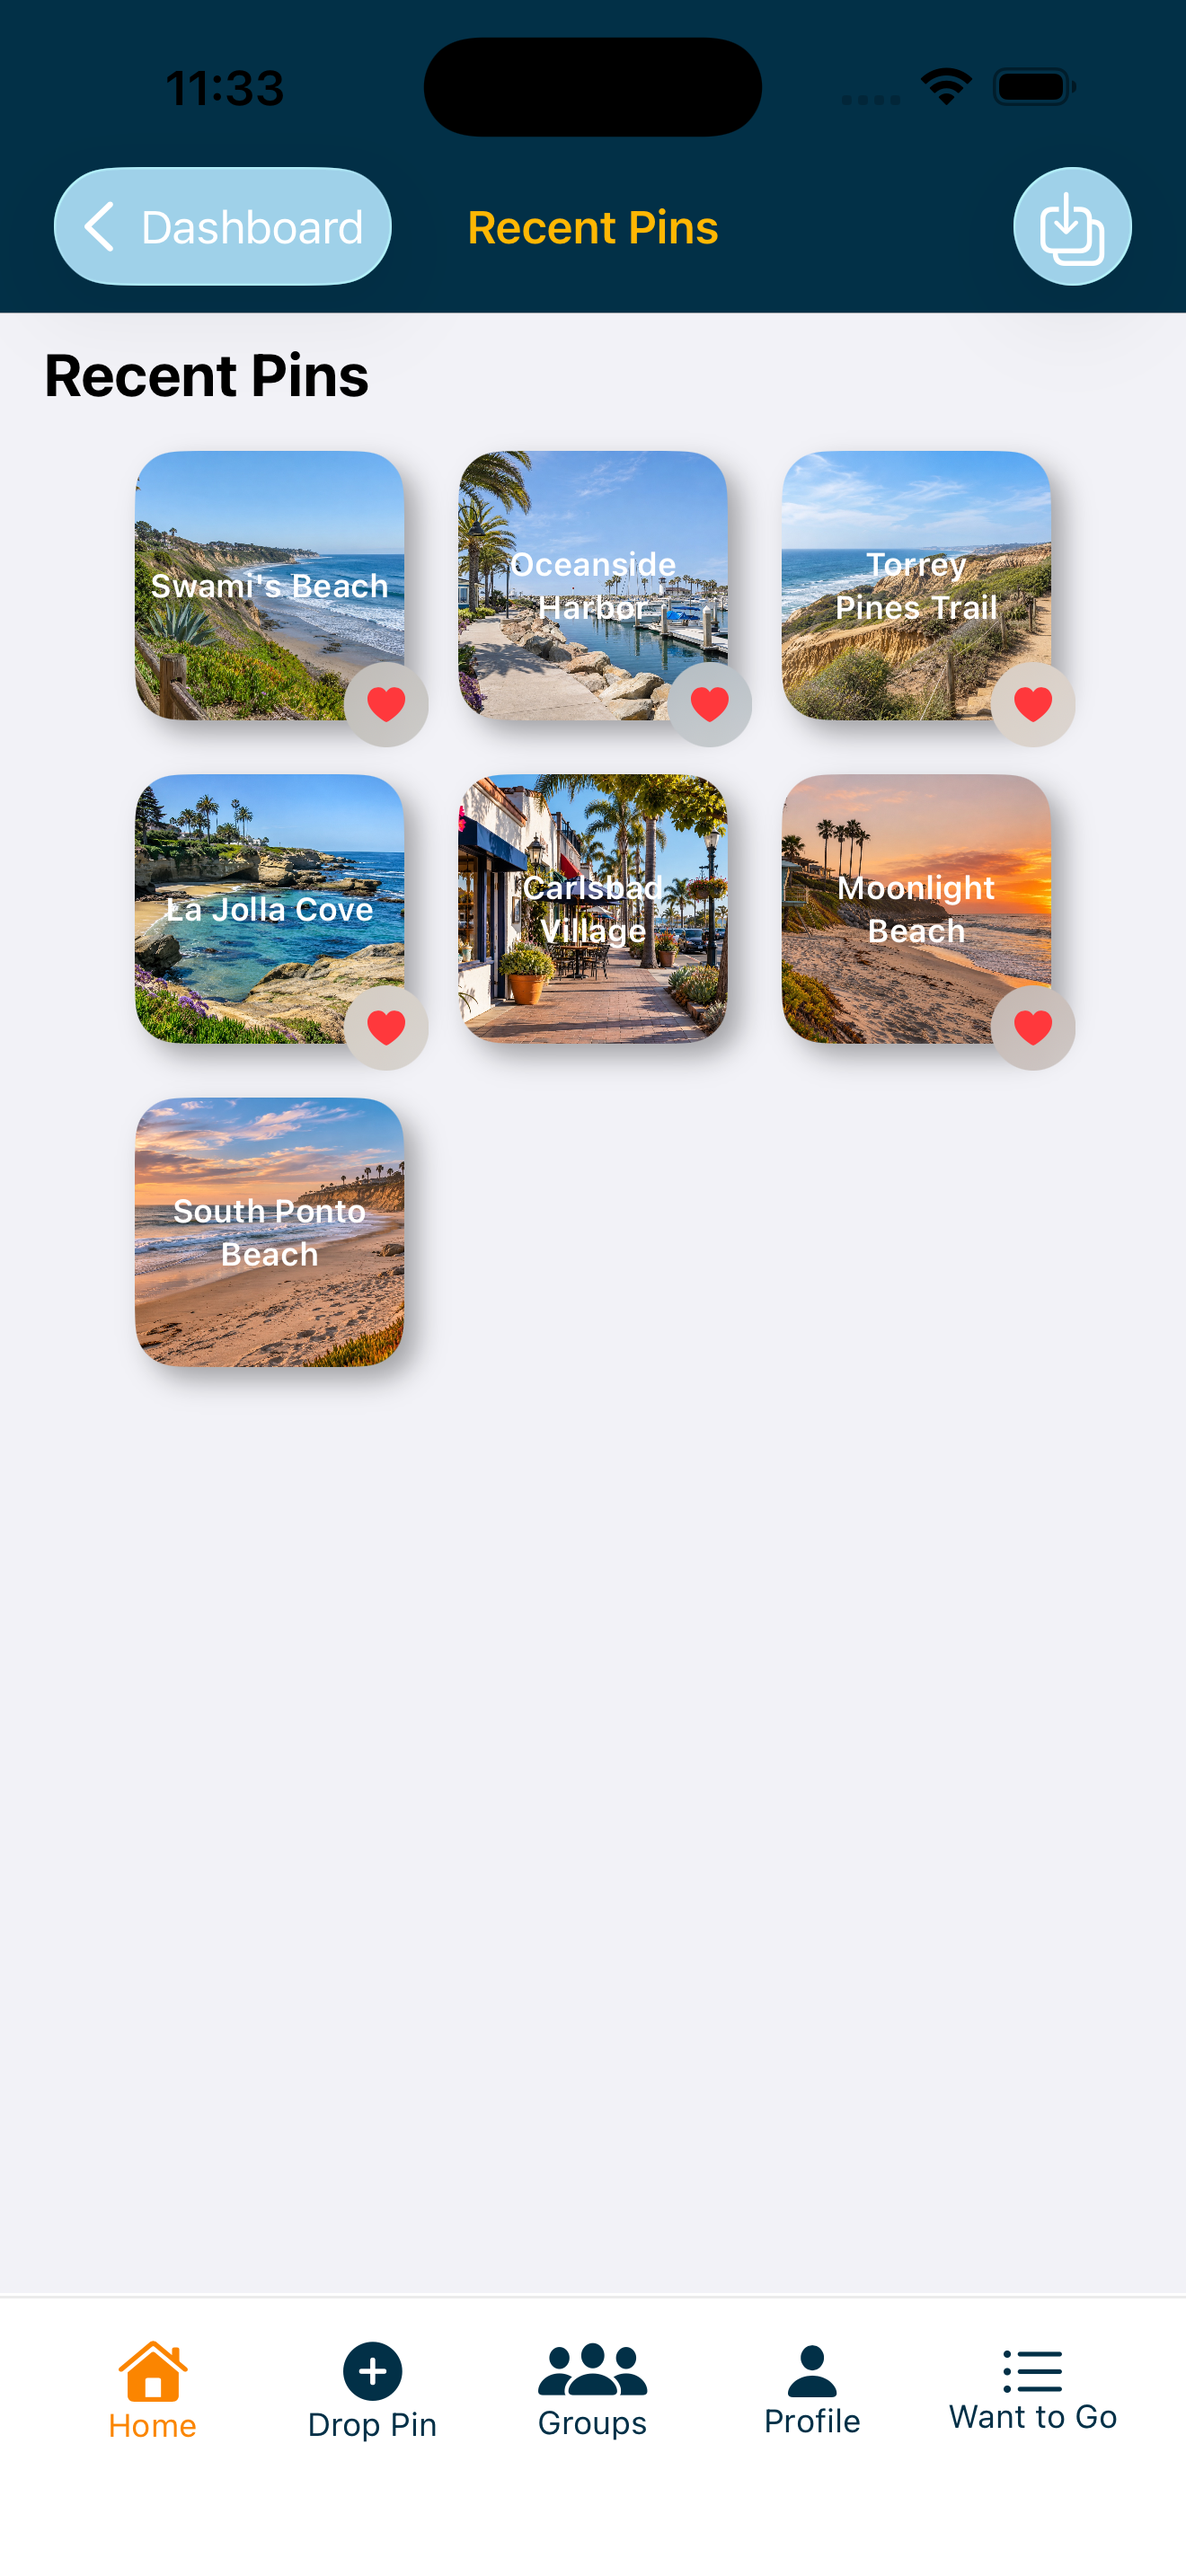 11:33
Dashboard
Recent Pins
Recent Pins
Swami's Beach
Oceanside
Harbor
Torrey
Pines Trail
La Jolla Cove
Carlsbad
Village
Moonlight
Beach
South Ponto
Beach
Home
Drop Pin
Groups
Profile
Want to Go